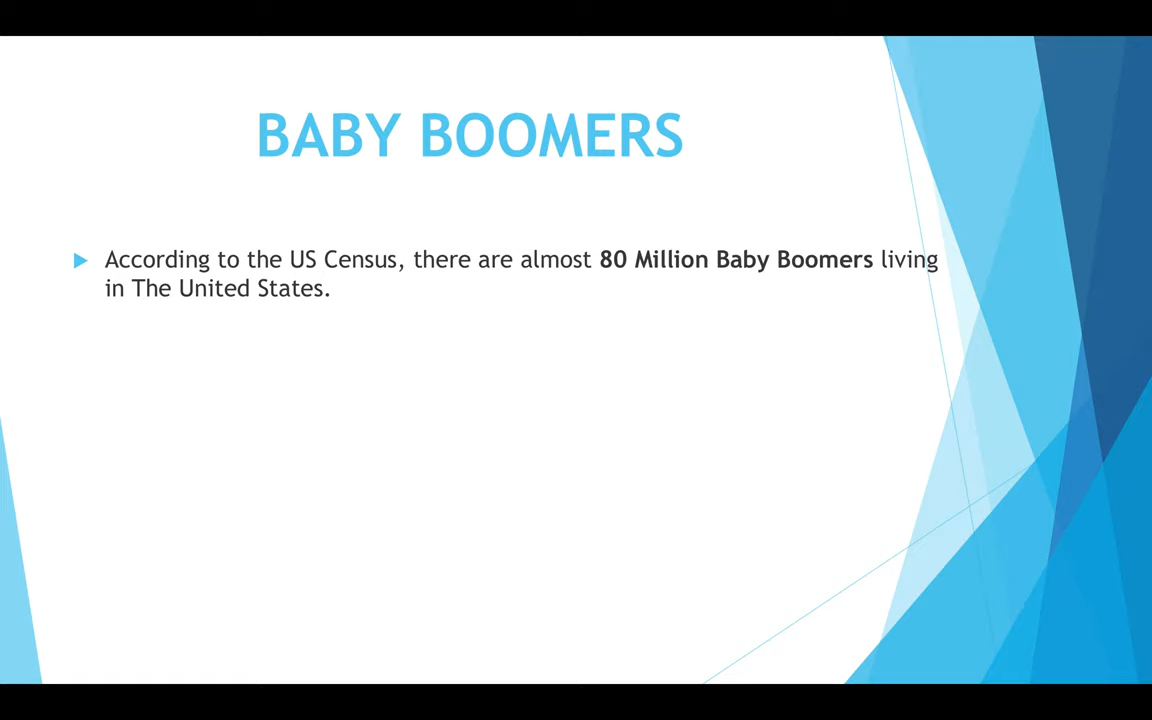 BABY BOOMERS
According to the US Census, there are almost 80 Million Baby Boomers living
in The United States.